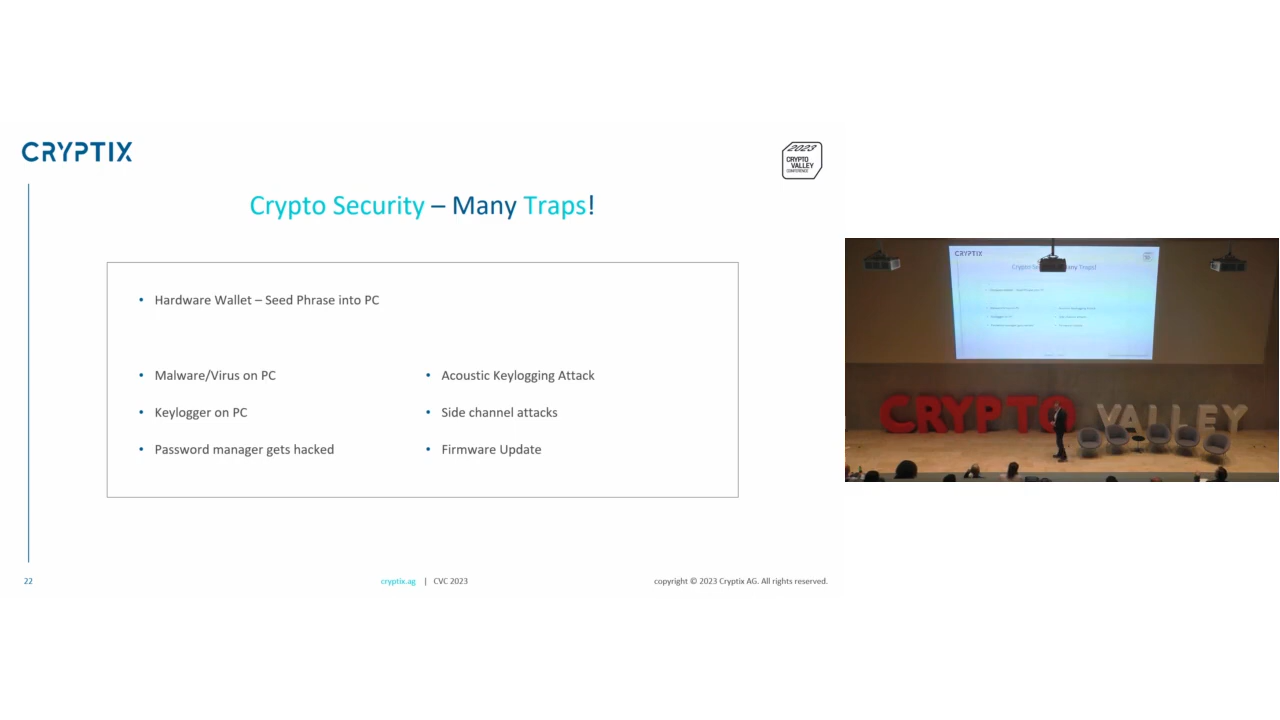 CRYPTIX
2023
CRYPTO
VALLEY
CONFERENCE
Crypto Security – Many Traps!
• Hardware Wallet – Seed Phrase into PC
• Malware/Virus on PC
• Keylogger on PC
• Password manager gets hacked
• Acoustic Keylogging Attack
• Side channel attacks
• Firmware Update
22
cryptix.ag | CVC 2023
copyright © 2023 Cryptix AG. All rights reserved.
CRYPTIX
CRYPTO VALLEY